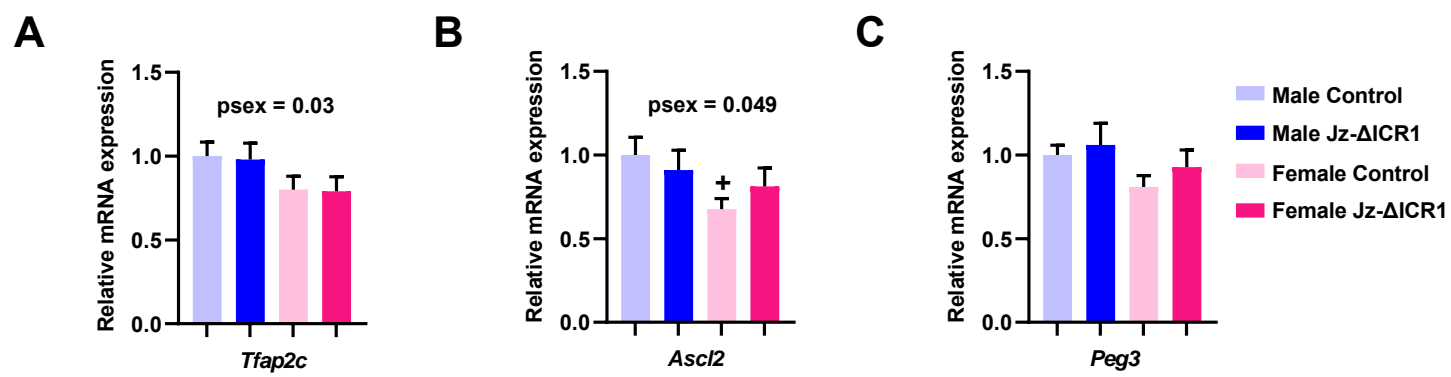 A
B
C
Relative mRNA expression
1.5
1.0
0.5
0.0
psex = 0.03
Tfap2c
Relative mRNA expression
1.5
1.0
0.5
0.0
psex = 0.049
+
Ascl2
Relative mRNA expression
1.5
1.0
0.5
0.0
Peg3
Male Control
Male Jz-ΔICR1
Female Control
Female Jz-ΔICR1